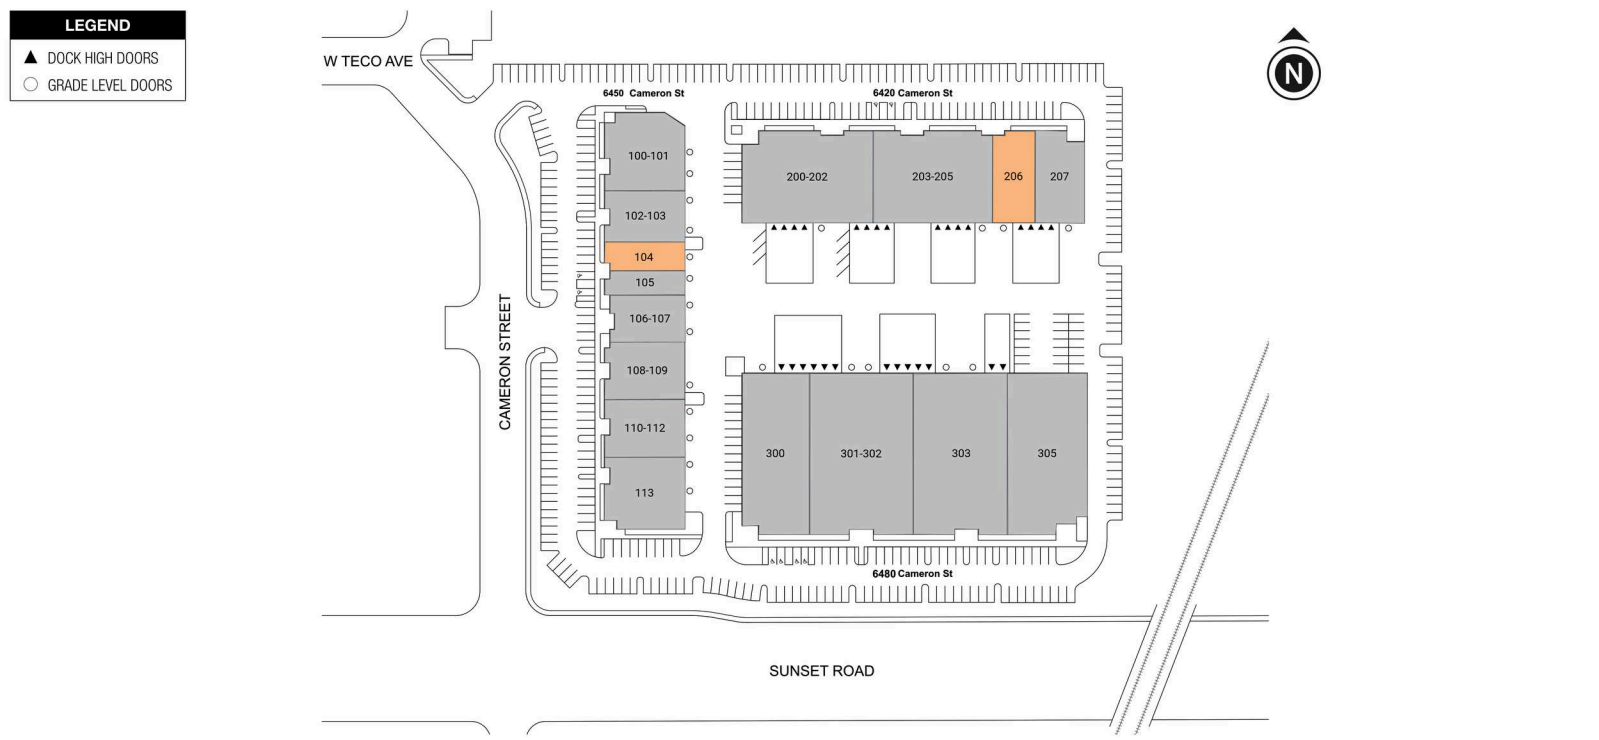 LEGEND
DOCK HIGH DOORS
GRADE LEVEL DOORS
W TECO AVE
N
6450 Cameron St
6420 Cameron St
100-101
102-103
104
105
106-107
108-109
110-112
113
200-202
203-205
206
207
300
301-302
303
305
CAMERON STREET
6480 Cameron St
SUNSET ROAD